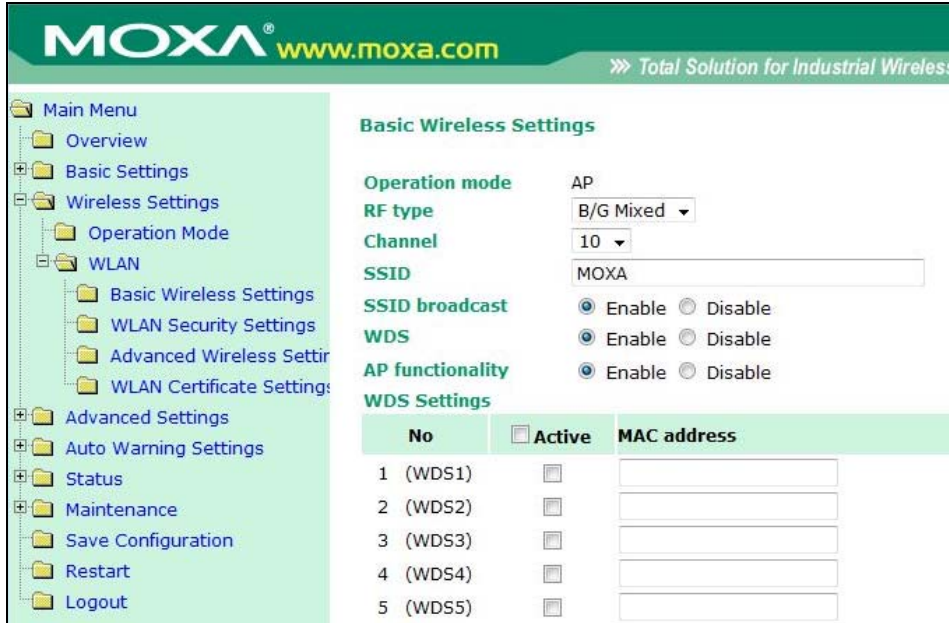 MOXA® www.moxa.com
Total Solution for Industrial Wireless
Main Menu
Overview
Basic Settings
Wireless Settings
Operation Mode
WLAN
Basic Wireless Settings
WLAN Security Settings
Advanced Wireless Settin
WLAN Certificate Settings
Advanced Settings
Auto Warning Settings
Status
Maintenance
Save Configuration
Restart
Logout
Basic Wireless Settings
Operation mode AP
RF type B/G Mixed
Channel 10
SSID MOXA
SSID broadcast Enable Disable
WDS Enable Disable
AP functionality Enable Disable
WDS Settings
No Active MAC address
1 (WDS1)
2 (WDS2)
3 (WDS3)
4 (WDS4)
5 (WDS5)